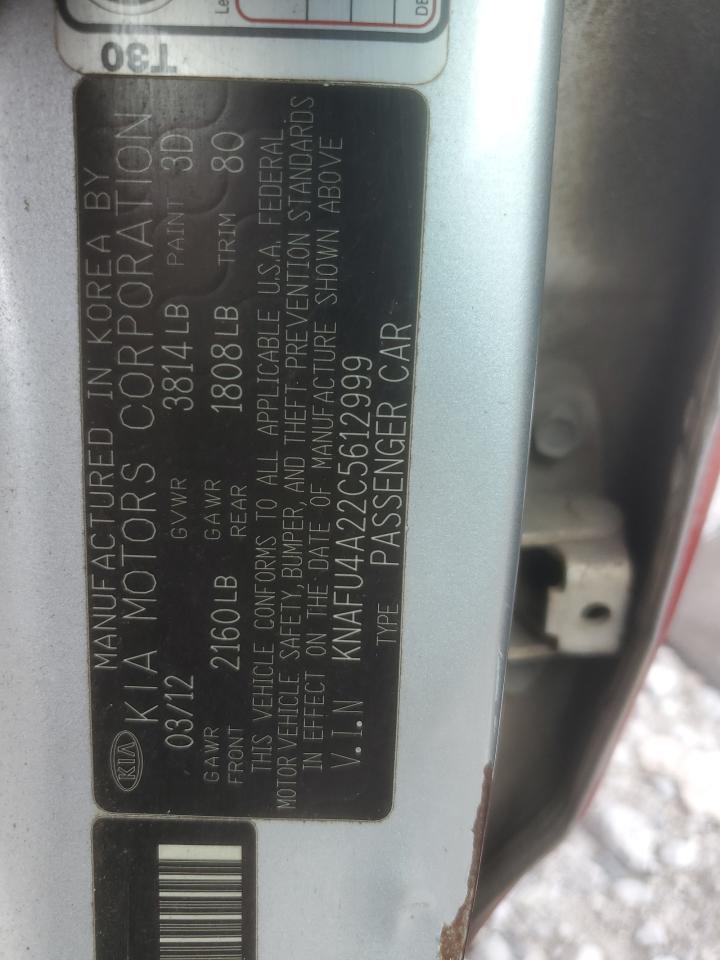 MANUFACTURED IN KOREA BY
KIA KIA MOTORS CORPORATION
03/12 GVWR 3814LB PAINT 3D
GAWR FRONT 2160LB GAWR REAR 1808LB TRIM 80
THIS VEHICLE CONFORMS TO ALL APPLICABLE U.S.A. FEDERAL
MOTOR VEHICLE SAFETY, BUMPER, AND THEFT PREVENTION STANDARDS
IN EFFECT ON THE DATE OF MANUFACTURE SHOWN ABOVE
V.I.N KNAFU4A22C5612999
TYPE PASSENGER CAR
T30